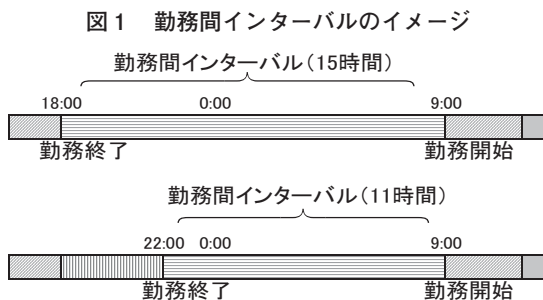 図1 勤務間インターバルのイメージ
勤務間インターバル(15時間)
18:00 0:00 9:00
勤務終了 勤務開始
勤務間インターバル(11時間)
22:00 0:00 9:00
勤務終了 勤務開始